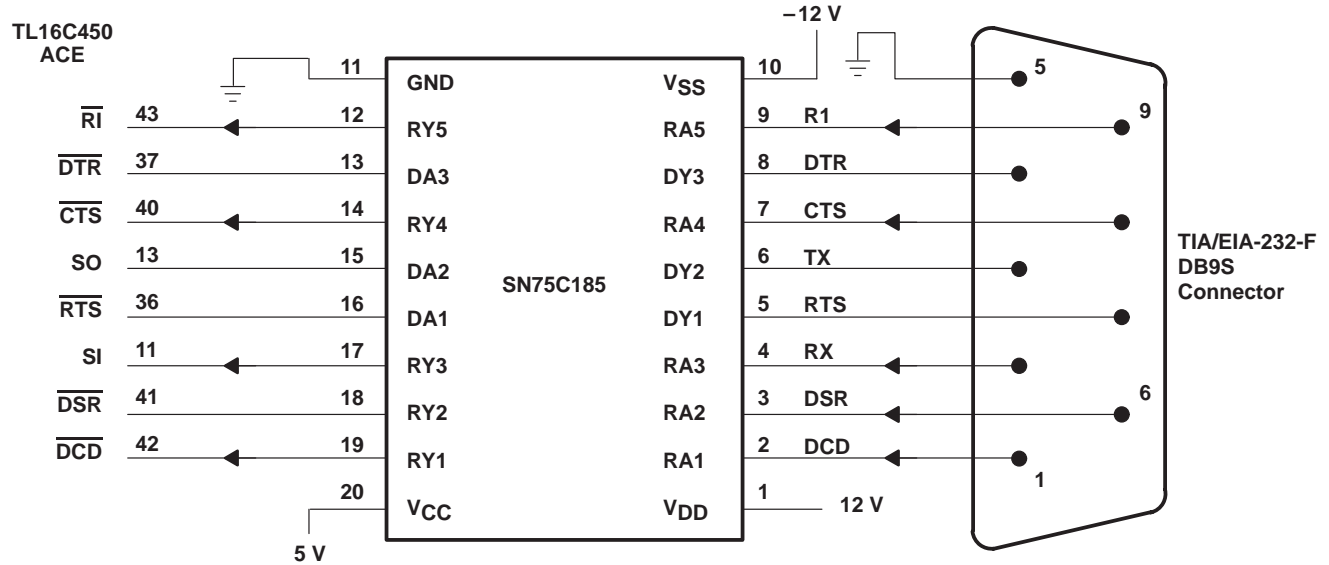 –12 V
TL16C450
ACE
11 GND VSS 10 5
RI 43 12 RY5 RA5 9 R1 9
DTR 37 13 DA3 DY3 8 DTR
CTS 40 14 RY4 RA4 7 CTS
SO 13 15 DA2 DY2 6 TX
SN75C185
TIA/EIA-232-F
DB9S
Connector
RTS 36 16 DA1 DY1 5 RTS
SI 11 17 RY3 RA3 4 RX
DSR 41 18 RY2 RA2 3 DSR 6
DCD 42 19 RY1 RA1 2 DCD 1
20 VCC VDD 1 12 V
5 V